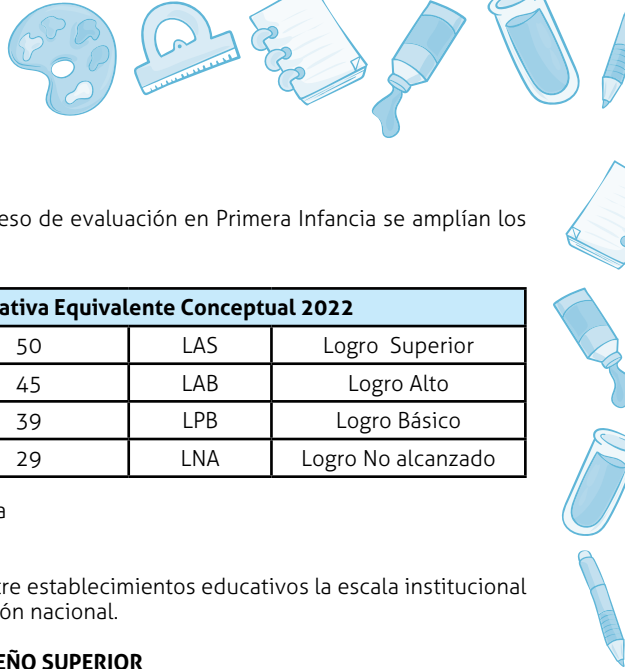 eso de evaluación en Primera Infancia se amplían los
ativa Equivalente Conceptual 2022
50 LAS Logro Superior
45 LAB Logro Alto
39 LPB Logro Básico
29 LNA Logro No alcanzado
a
tre establecimientos educativos la escala institucional
ón nacional.
EÑO SUPERIOR